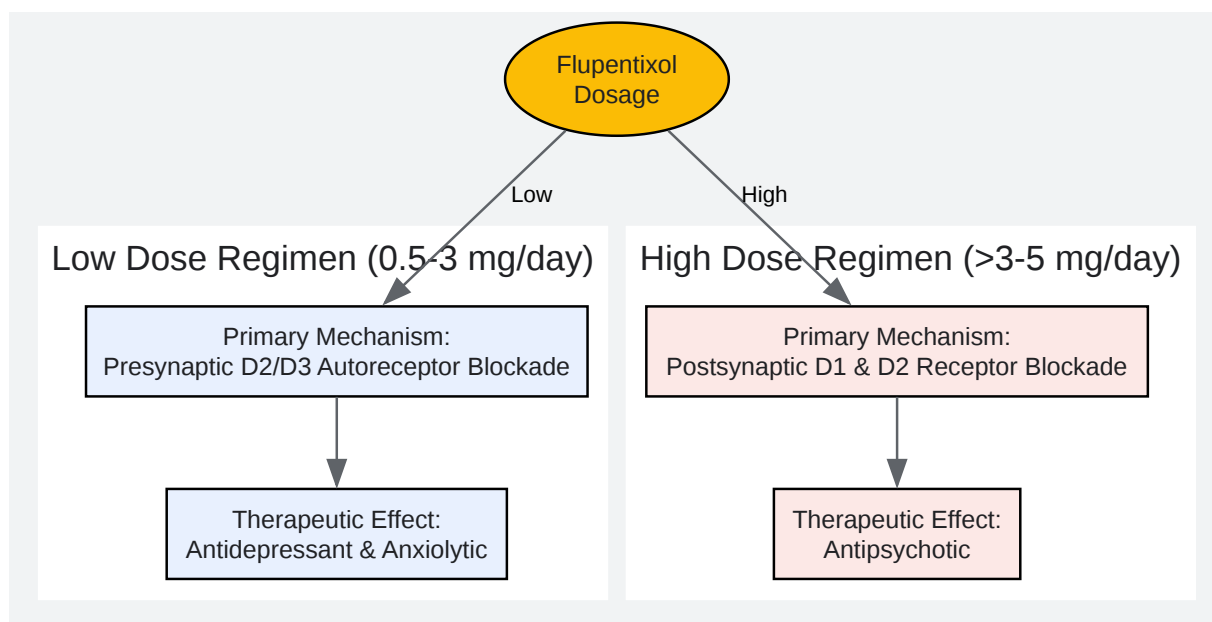 Flupentixol
Dosage
Low
High
Low Dose Regimen (0.5-3 mg/day)
Primary Mechanism:
Presynaptic D2/D3 Autoreceptor Blockade
Therapeutic Effect:
Antidepressant & Anxiolytic
High Dose Regimen (>3-5 mg/day)
Primary Mechanism:
Postsynaptic D1 & D2 Receptor Blockade
Therapeutic Effect:
Antipsychotic